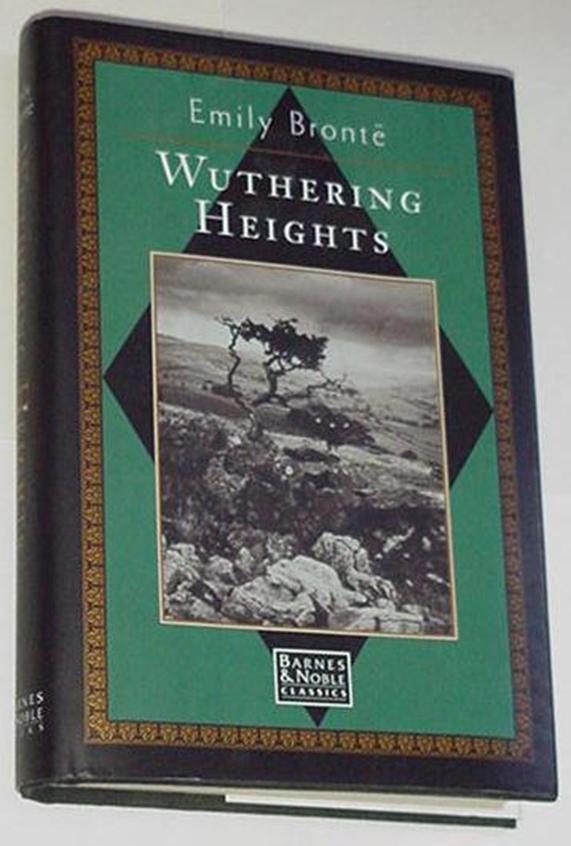 Emily Brontë
WUTHERING
HEIGHTS
BARNES
& NOBLE
CLASSICS